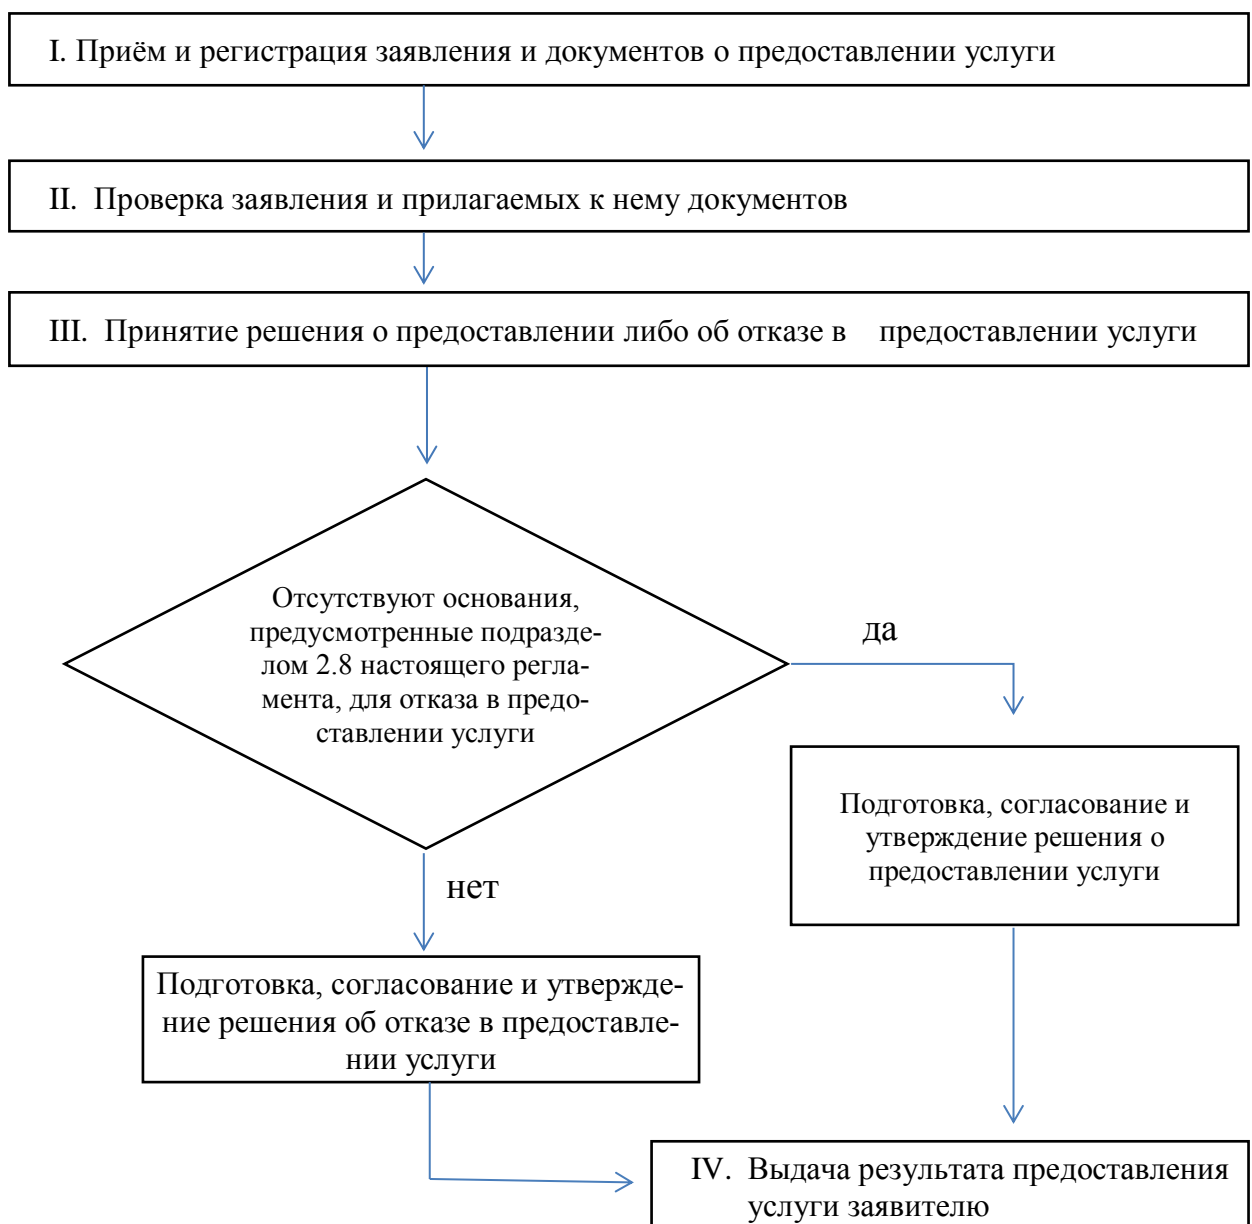 I. Приём и регистрация заявления и документов о предоставлении услуги
II. Проверка заявления и прилагаемых к нему документов
III. Принятие решения о предоставлении либо об отказе в предоставлении услуги
Отсутствуют основания,
предусмотренные подразде-
лом 2.8 настоящего регла-
мента, для отказа в предо-
ставлении услуги
да
Подготовка, согласование и
утверждение решения о
предоставлении услуги
нет
Подготовка, согласование и утвержде-
ние решения об отказе в предоставле-
нии услуги
IV. Выдача результата предоставления
услуги заявителю